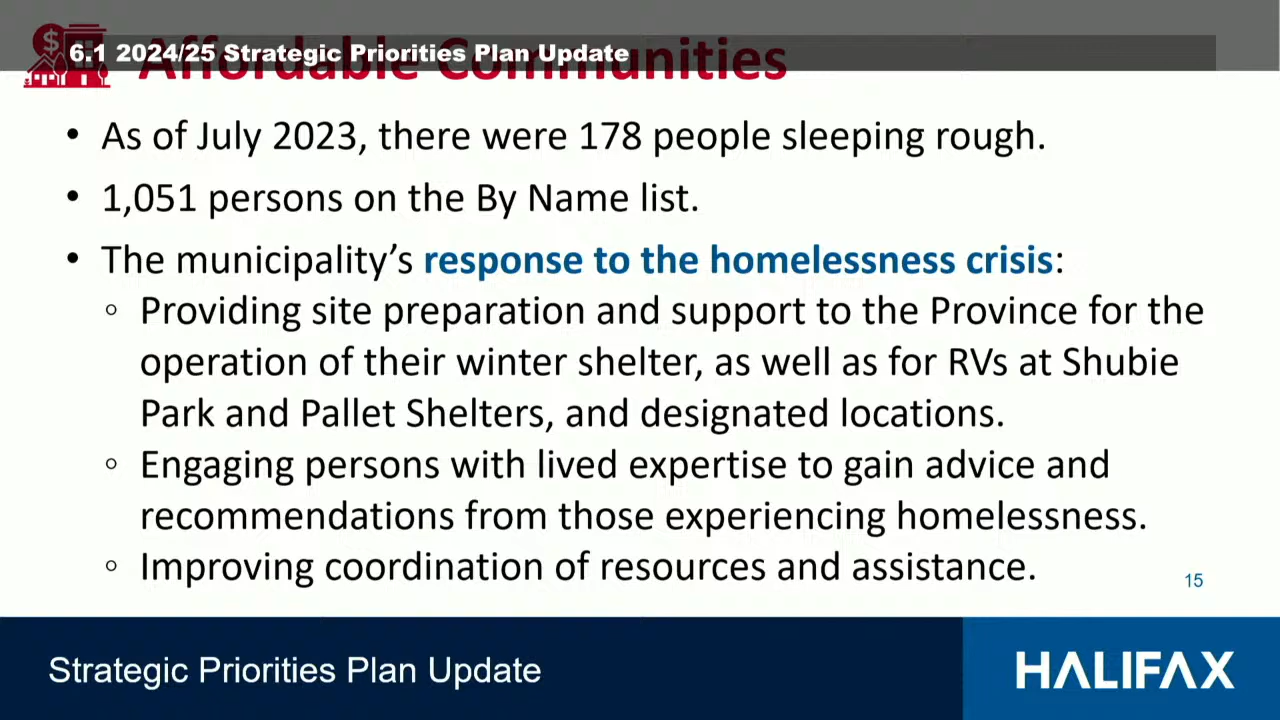 6.1 2024/25 Strategic Priorities Plan Update
Affordable Communities
• As of July 2023, there were 178 people sleeping rough.
• 1,051 persons on the By Name list.
• The municipality’s response to the homelessness crisis:
◦ Providing site preparation and support to the Province for the
operation of their winter shelter, as well as for RVs at Shubie
Park and Pallet Shelters, and designated locations.
◦ Engaging persons with lived expertise to gain advice and
recommendations from those experiencing homelessness.
◦ Improving coordination of resources and assistance.
15
Strategic Priorities Plan Update
HALIFAX